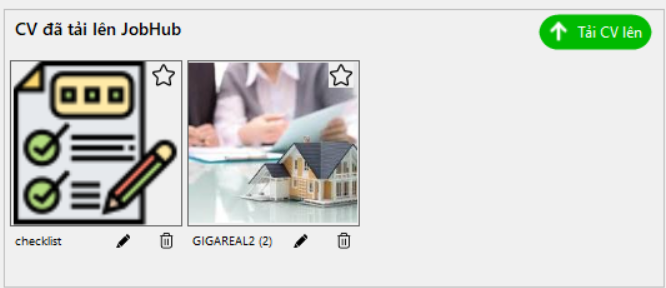 CV đã tải lên JobHub
Tải CV lên
checklist
GIGAREAL2 (2)